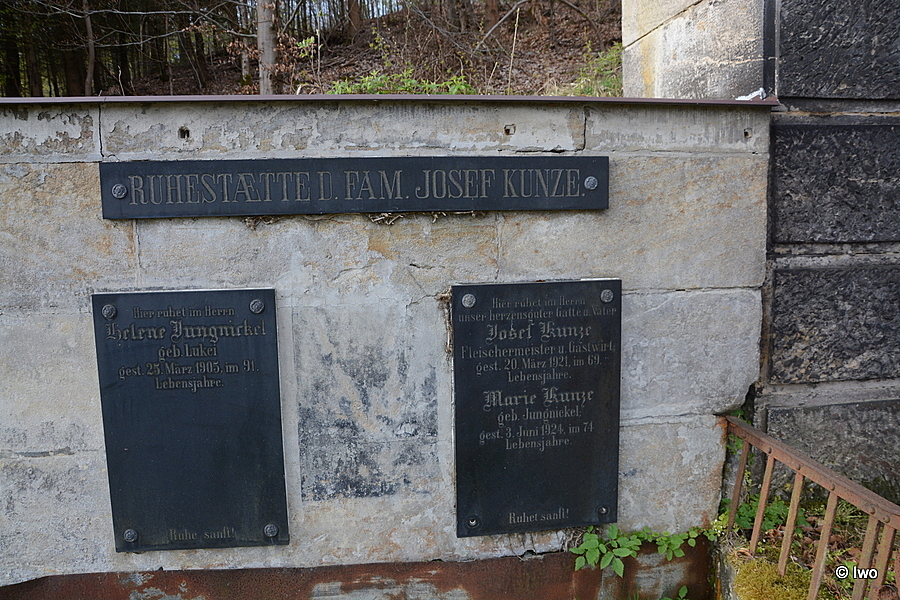 RUHESTÆTTE D. FAM. JOSEF KUNZE.
Hier ruhet im Herrn
Helene Jungnickel
geb. Lukei
gest. 25. März 1905, im 91.
Lebensjahre.
Ruhe sanft!
Hier ruhet im Herrn
unser herzensguter Gatte u. Vater
Josef Kunze
Fleischermeister u. Gastwirt,
gest. 20. März 1921, im 69.
Lebensjahre.
Marie Kunze
geb. Jungnickel,
gest. 3. Juni 1924, im 74
Lebensjahre.
Ruhet sanft!
© Iwo